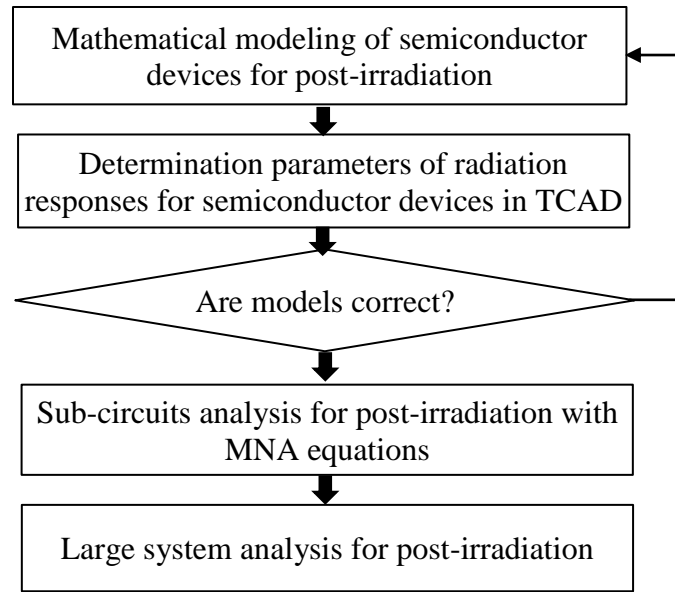 Mathematical modeling of semiconductor
devices for post-irradiation
Determination parameters of radiation
responses for semiconductor devices in TCAD
Are models correct?
Sub-circuits analysis for post-irradiation with
MNA equations
Large system analysis for post-irradiation